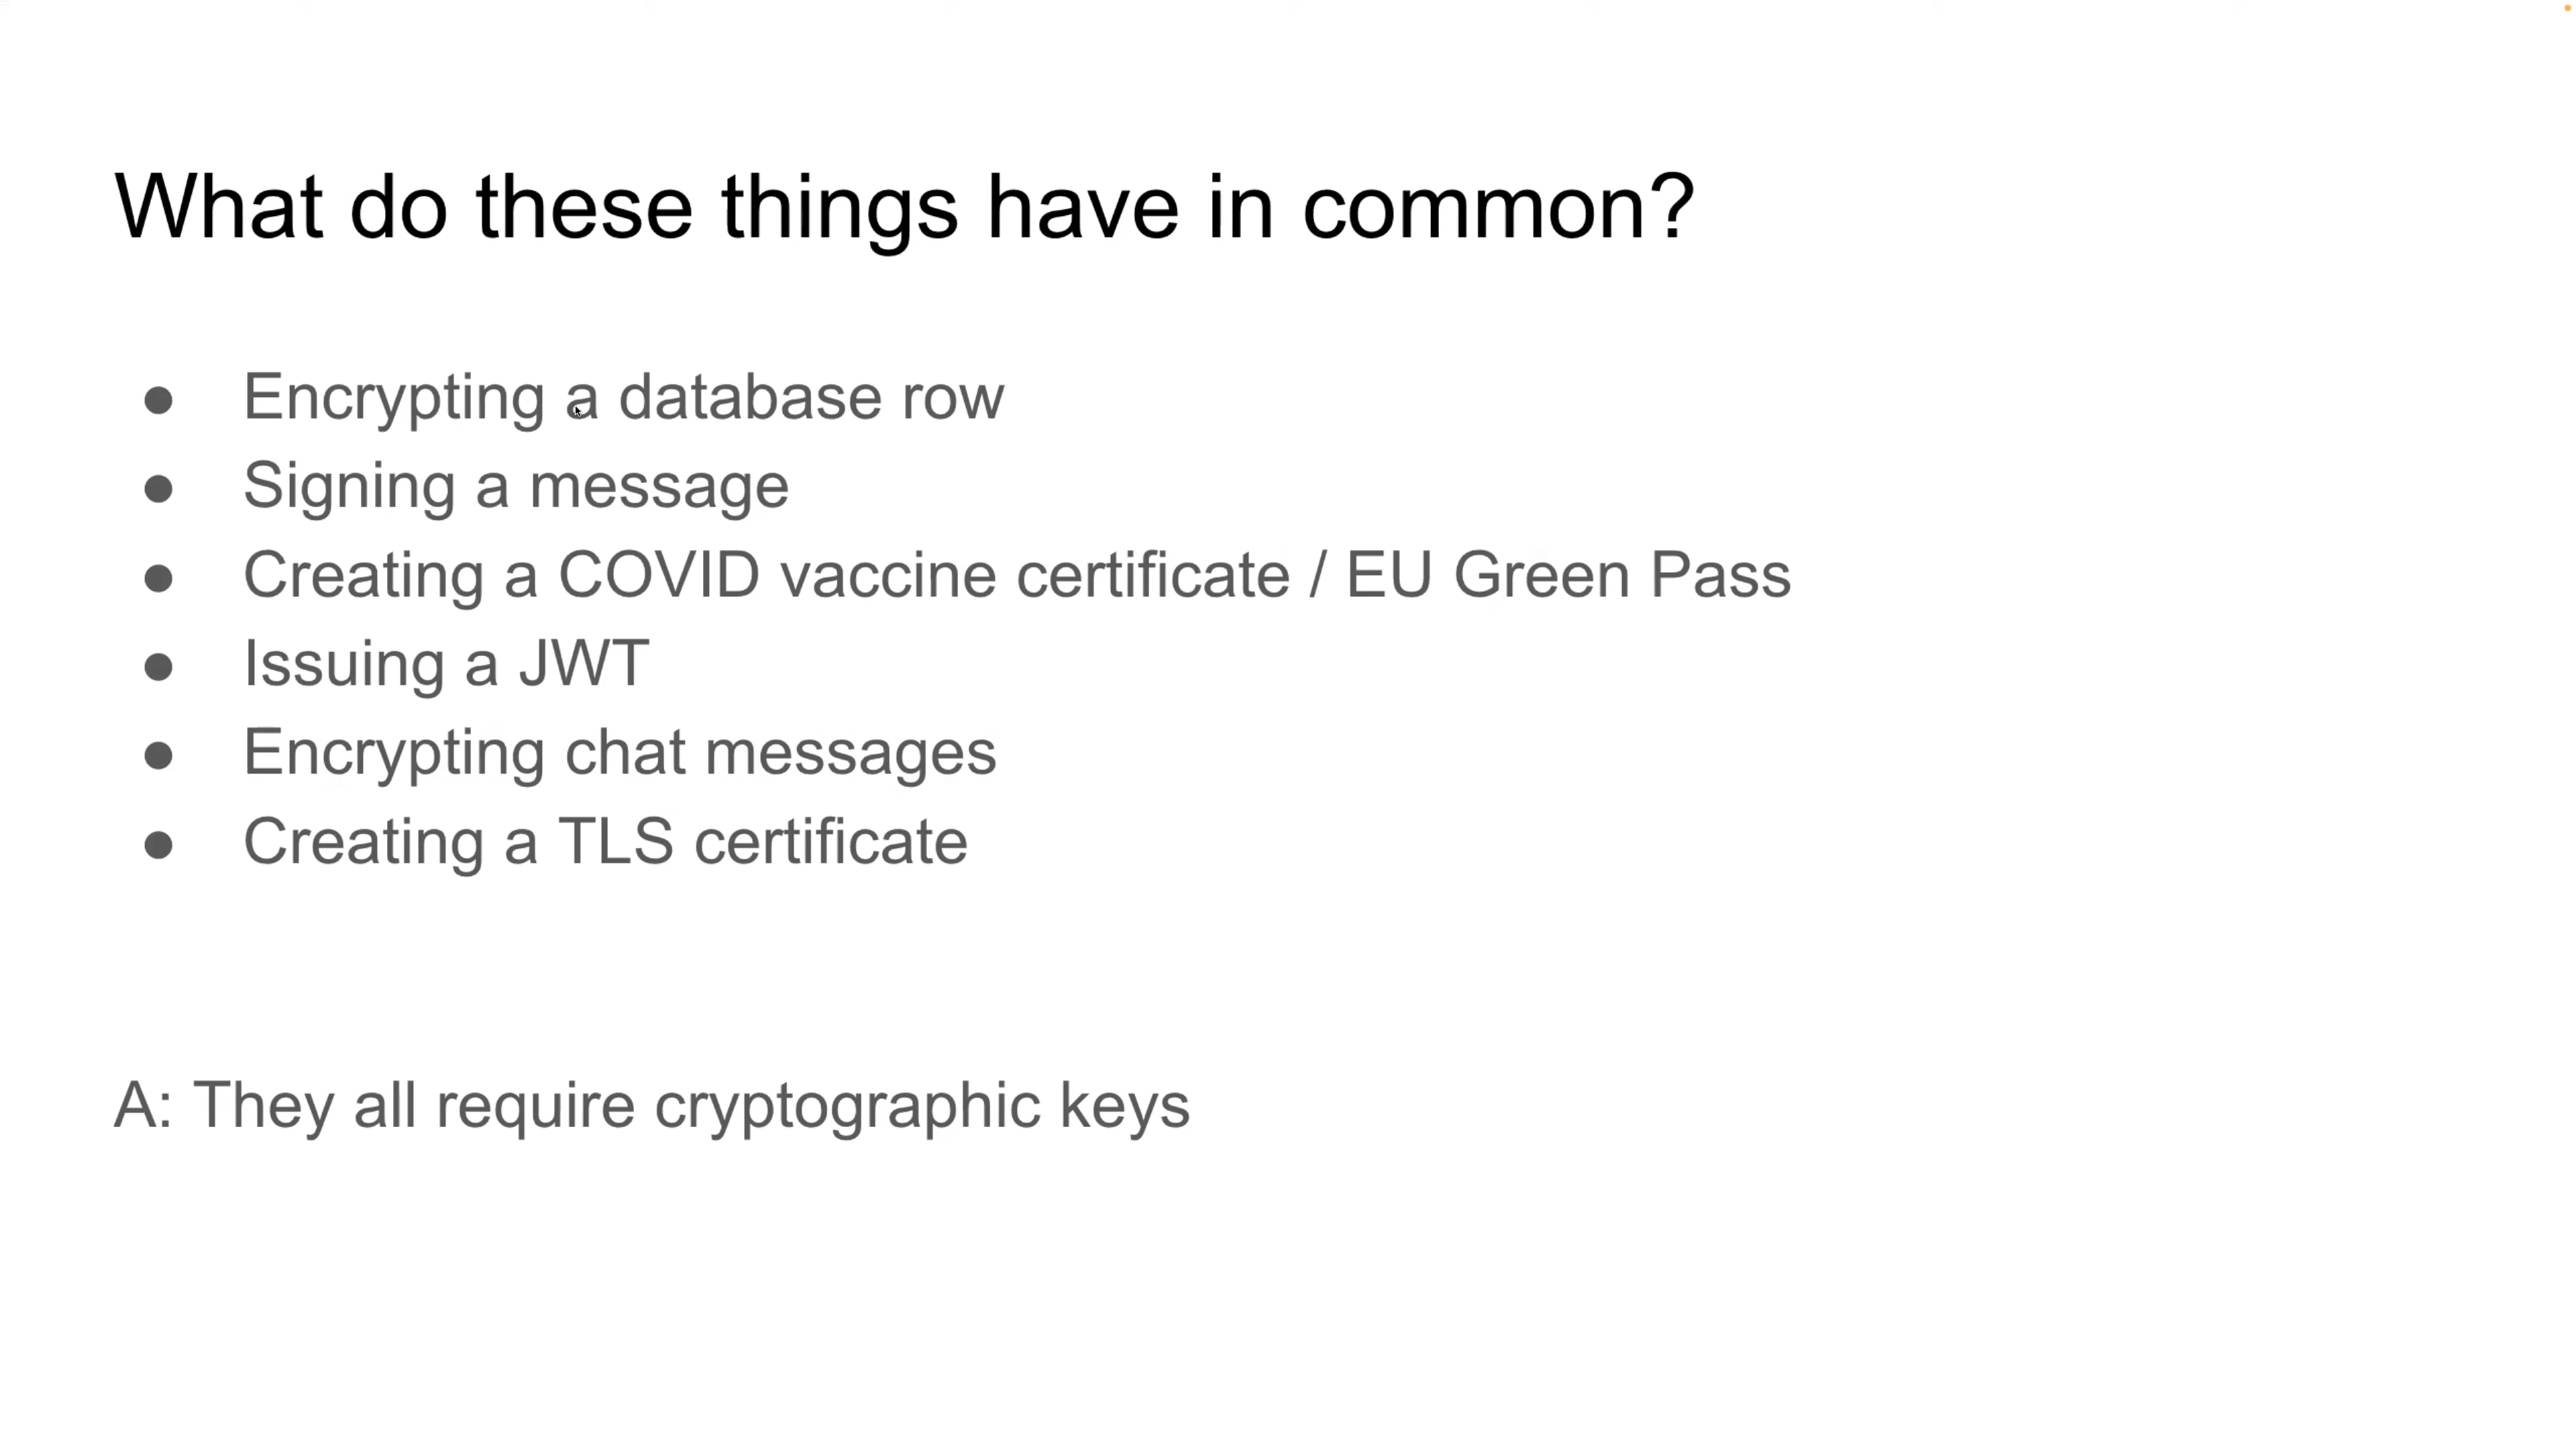 What do these things have in common?
● Encrypting a database row
● Signing a message
● Creating a COVID vaccine certificate / EU Green Pass
● Issuing a JWT
● Encrypting chat messages
● Creating a TLS certificate
A: They all require cryptographic keys